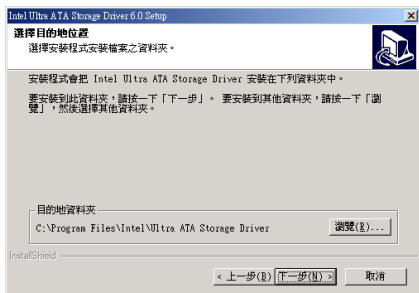 Intel Ultra ATA Storage Driver 6.0 Setup
選擇目的地位置
選擇安裝程式安裝檔案之資料夾。
安裝程式會把 Intel Ultra ATA Storage Driver 安裝在下列資料夾中。
要安裝到此資料夾，請按一下「下一步」。 要安裝到其他資料夾，請按一下「瀏
覽」，然後選擇其他資料夾。
目的地資料夾
C:\Program Files\Intel\Ultra ATA Storage Driver
瀏覽(R)...
InstallShield
< 上一步(B) 下一步(N) > 取消